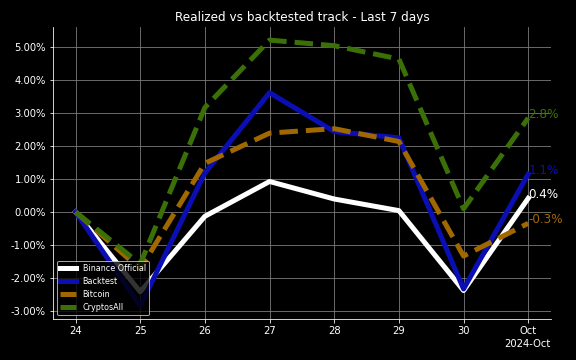 Realized vs backtested track - Last 7 days
5.00%
4.00%
3.00%
2.00%
1.00%
0.00%
-1.00%
-2.00%
-3.00%
2.8%
1.1%
0.4%
-0.3%
Binance Official
Backtest
Bitcoin
CryptosAll
24 25 26 27 28 29 30 Oct
2024-Oct